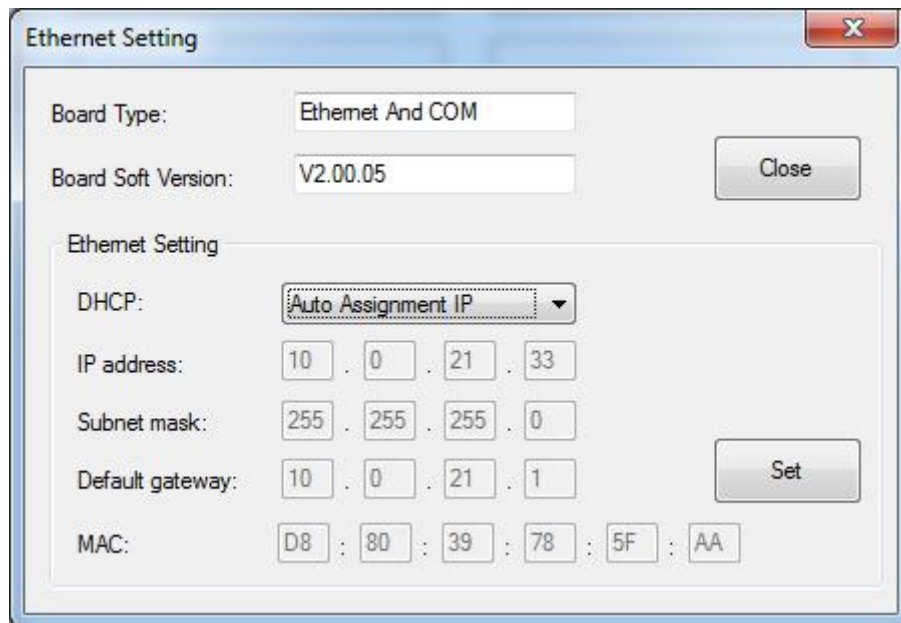 Ethernet Setting
Board Type: Ethernet And COM
Board Soft Version: V2.00.05
Close
Ethernet Setting
DHCP: Auto Assignment IP
IP address: 10 . 0 . 21 . 33
Subnet mask: 255 . 255 . 255 . 0
Default gateway: 10 . 0 . 21 . 1
Set
MAC: D8 : 80 : 39 : 78 : 5F : AA